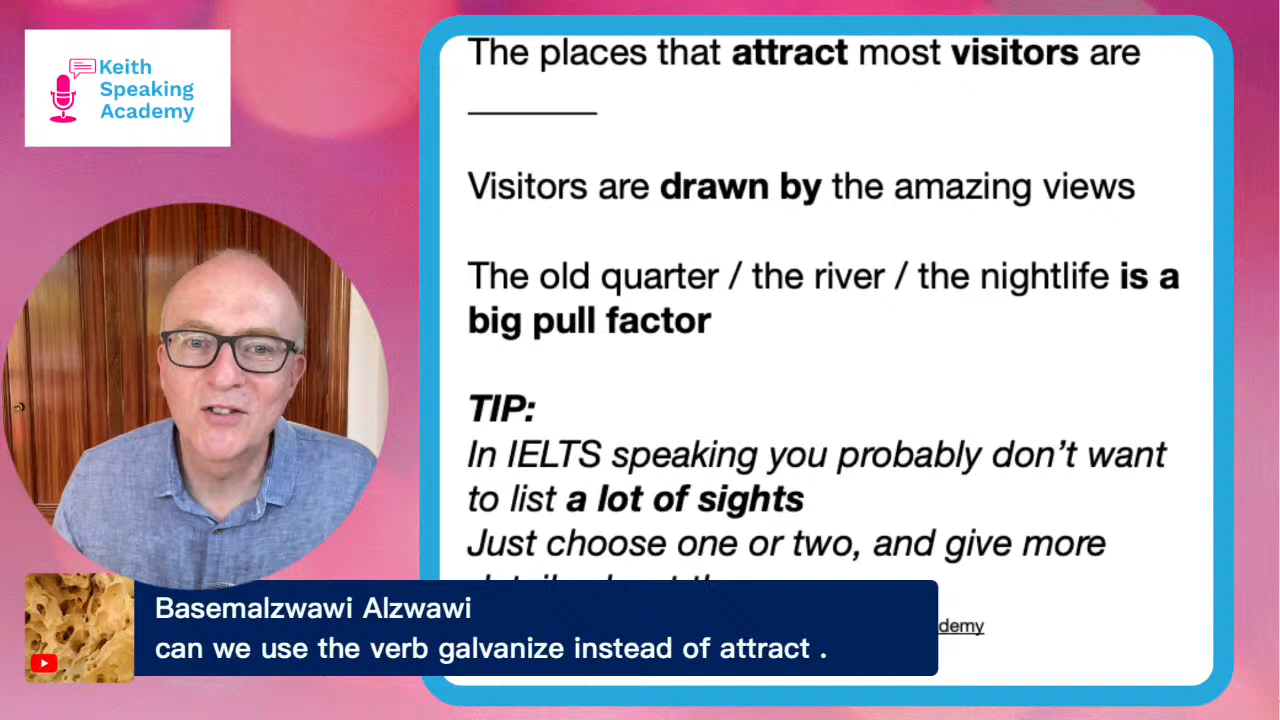 Keith
Speaking
Academy
The places that attract most visitors are
Visitors are drawn by the amazing views
The old quarter / the river / the nightlife is a
big pull factor
TIP:
In IELTS speaking you probably don't want
to list a lot of sights
Just choose one or two, and give more
demy
Basemalzwawi Alzwawi
can we use the verb galvanize instead of attract .